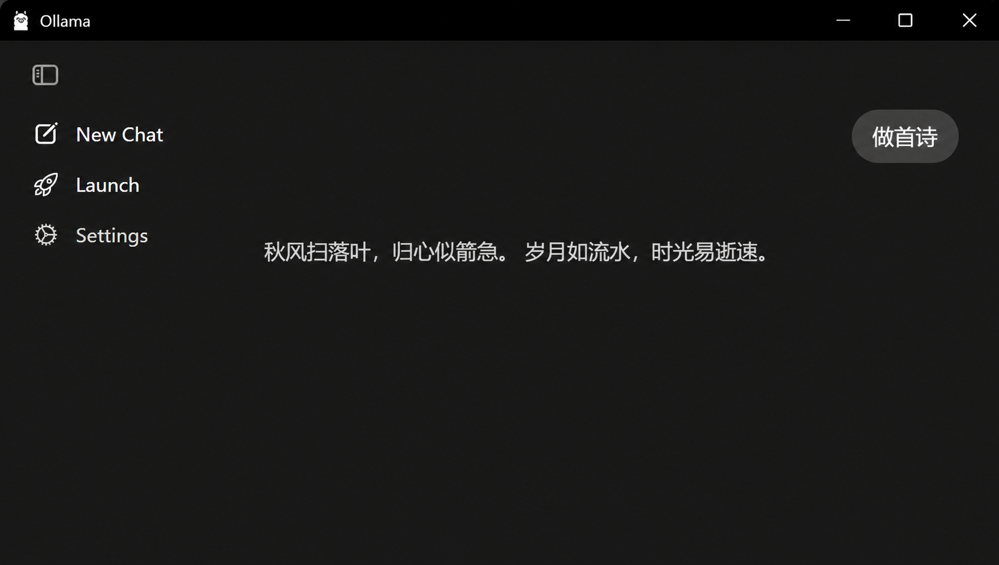 Ollama
New Chat
做首诗
Launch
Settings
秋风扫落叶，归心似箭急。 岁月如流水，时光易逝速。